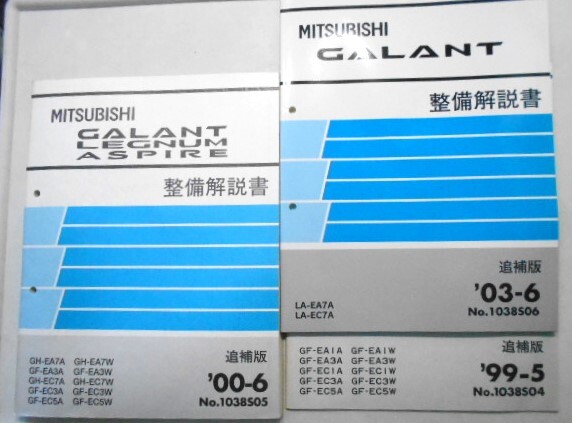 MITSUBISHI
GALANT
LEGNUM
ASPIRE
整備解説書
GH-EA7A GH-EA7W
GF-EA3A GF-EA3W
GH-EC7A GH-EC7W
GF-EC3A GF-EC3W
GF-EC5A GF-EC5W
追補版
'00-6
No.1038S05
MITSUBISHI
GALANT
整備解説書
LA-EA7A
LA-EC7A
追補版
'03-6
No.1038S06
GF-EA1A GF-EA1W
GF-EA3A GF-EA3W
GF-EC1A GF-EC1W
GF-EC3A GF-EC3W
GF-EC5A GF-EC5W
追補版
'99-5
No.1038S04